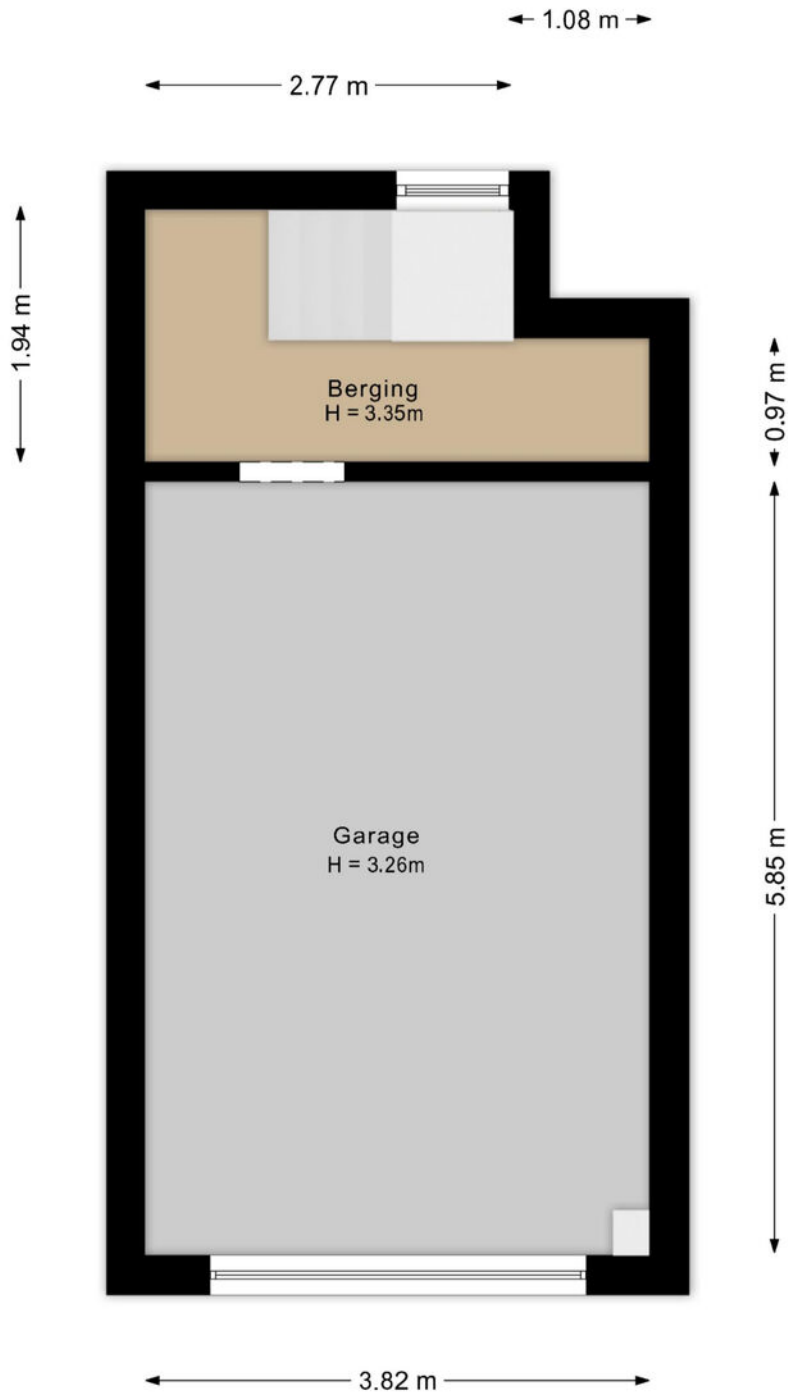 1.08 m
2.77 m
1.94 m
0.97 m
Berging
H = 3.35m
Garage
H = 3.26m
5.85 m
3.82 m